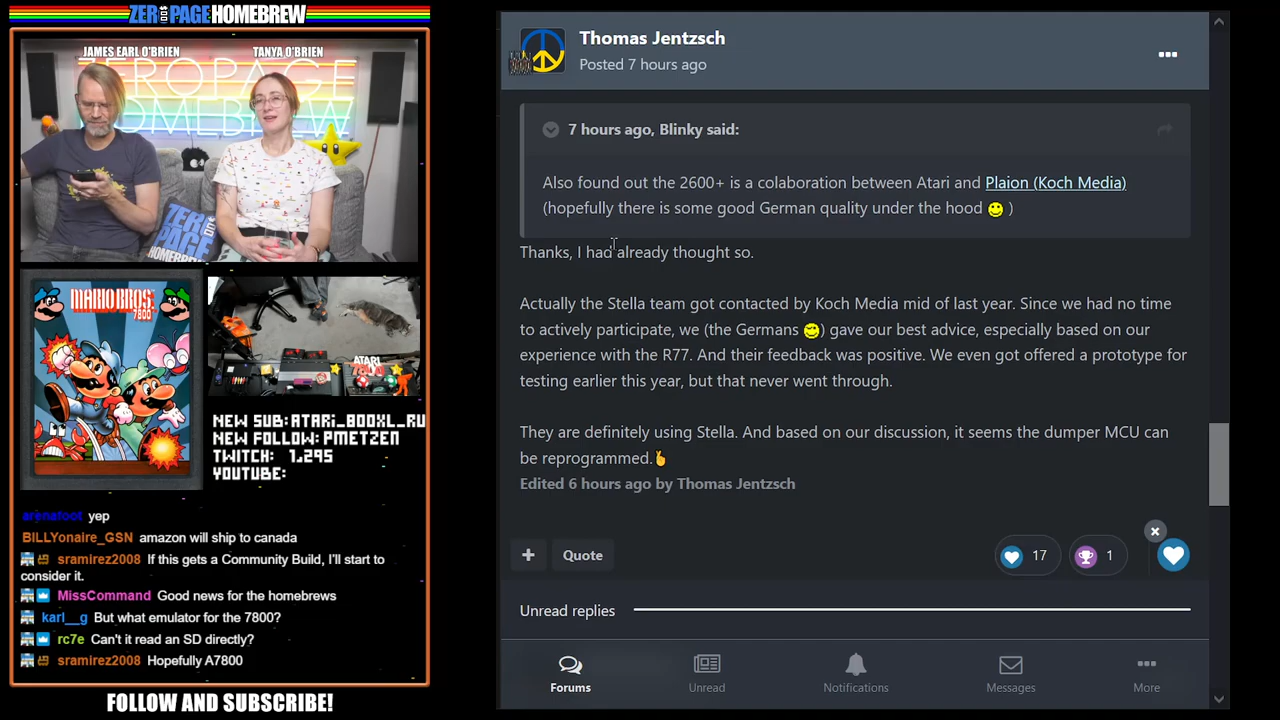 ZEROPAGE HOMEBREW
JAMES EARL O'BRIEN
TANYA O'BRIEN
ZEROPAGE
HOMEBREW
ZERO
PAGE
HOMEBREW
MARIO BROS.
7800
ATARI
7800
NEW SUB:ATARI_800XL_RU
NEW FOLLOW: PMETZEN
TWITCH: 1,295
YOUTUBE:
arenafoot yep
BILLYonaire_GSN amazon will ship to canada
sramirez2008 If this gets a Community Build, I'll start to
consider it.
MissCommand Good news for the homebrews
karl__g But what emulator for the 7800?
rc7e Can't it read an SD directly?
sramirez2008 Hopefully A7800
FOLLOW AND SUBSCRIBE!
Thomas Jentzsch
Posted 7 hours ago
7 hours ago, Blinky said:
Also found out the 2600+ is a colaboration between Atari and Plaion (Koch Media)
(hopefully there is some good German quality under the hood 🙂 )
Thanks, I had already thought so.
Actually the Stella team got contacted by Koch Media mid of last year. Since we had no time
to actively participate, we (the Germans 😉) gave our best advice, especially based on our
experience with the R77. And their feedback was positive. We even got offered a prototype for
testing earlier this year, but that never went through.
They are definitely using Stella. And based on our discussion, it seems the dumper MCU can
be reprogrammed.🤞
Edited 6 hours ago by Thomas Jentzsch
+ Quote
17
1
Unread replies
Forums
Unread
Notifications
Messages
More